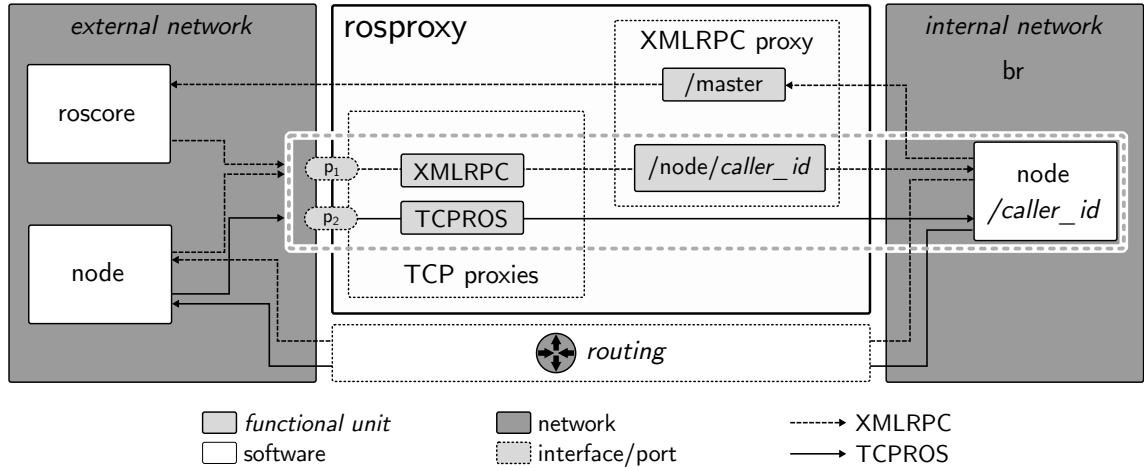 external network
rosproxy
XMLRPC proxy
internal network
br
/master
roscore
p1
XMLRPC
/node/caller_id
node
/caller_id
p2
TCPROS
node
TCP proxies
routing
functional unit
network
XMLRPC
software
interface/port
TCPROS